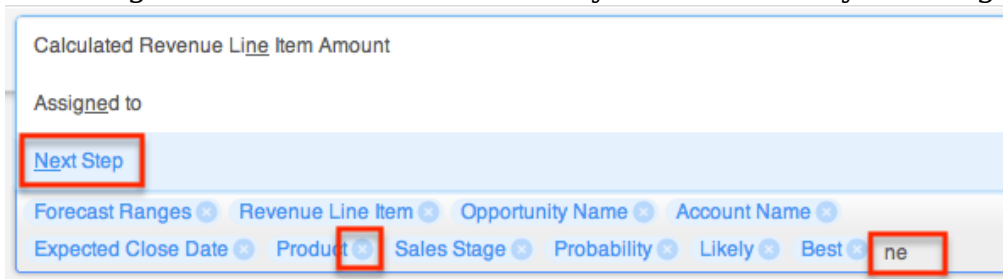 Calculated Revenue Line Item Amount
Assigned to
Next Step
Forecast Ranges Revenue Line Item Opportunity Name Account Name
Expected Close Date Product Sales Stage Probability Likely Best ne